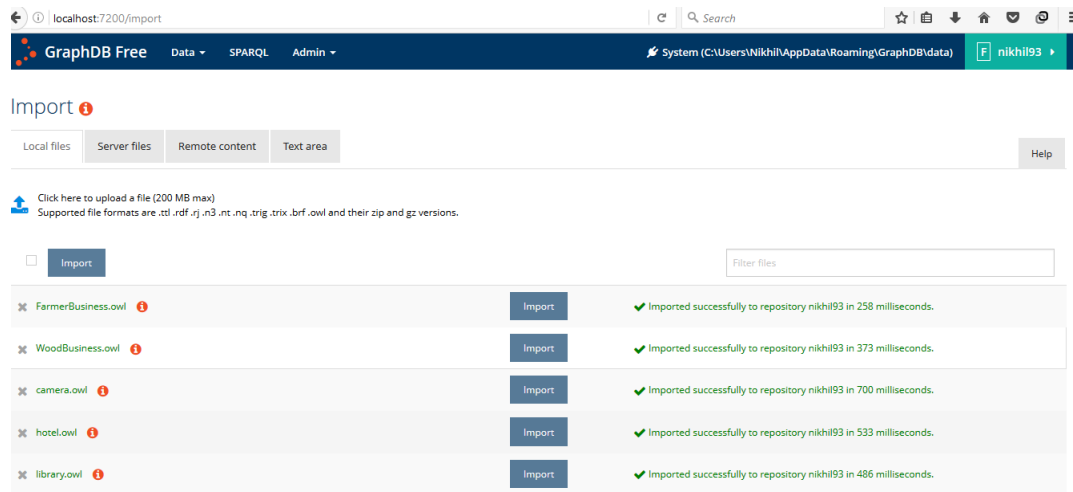 localhost:7200/import Search
GraphDB Free Data SPARQL Admin System (C:\Users\Nikhil\AppData\Roaming\GraphDB\data) F nikhil93
Import
Local files Server files Remote content Text area Help
Click here to upload a file (200 MB max)
Supported file formats are .ttl .rdf .rj .n3 .nt .nq .trig .trix .brf .owl and their zip and gz versions.
Import Filter files
FarmerBusiness.owl Import Imported successfully to repository nikhil93 in 258 milliseconds.
WoodBusiness.owl Import Imported successfully to repository nikhil93 in 373 milliseconds.
camera.owl Import Imported successfully to repository nikhil93 in 700 milliseconds.
hotel.owl Import Imported successfully to repository nikhil93 in 533 milliseconds.
library.owl Import Imported successfully to repository nikhil93 in 486 milliseconds.